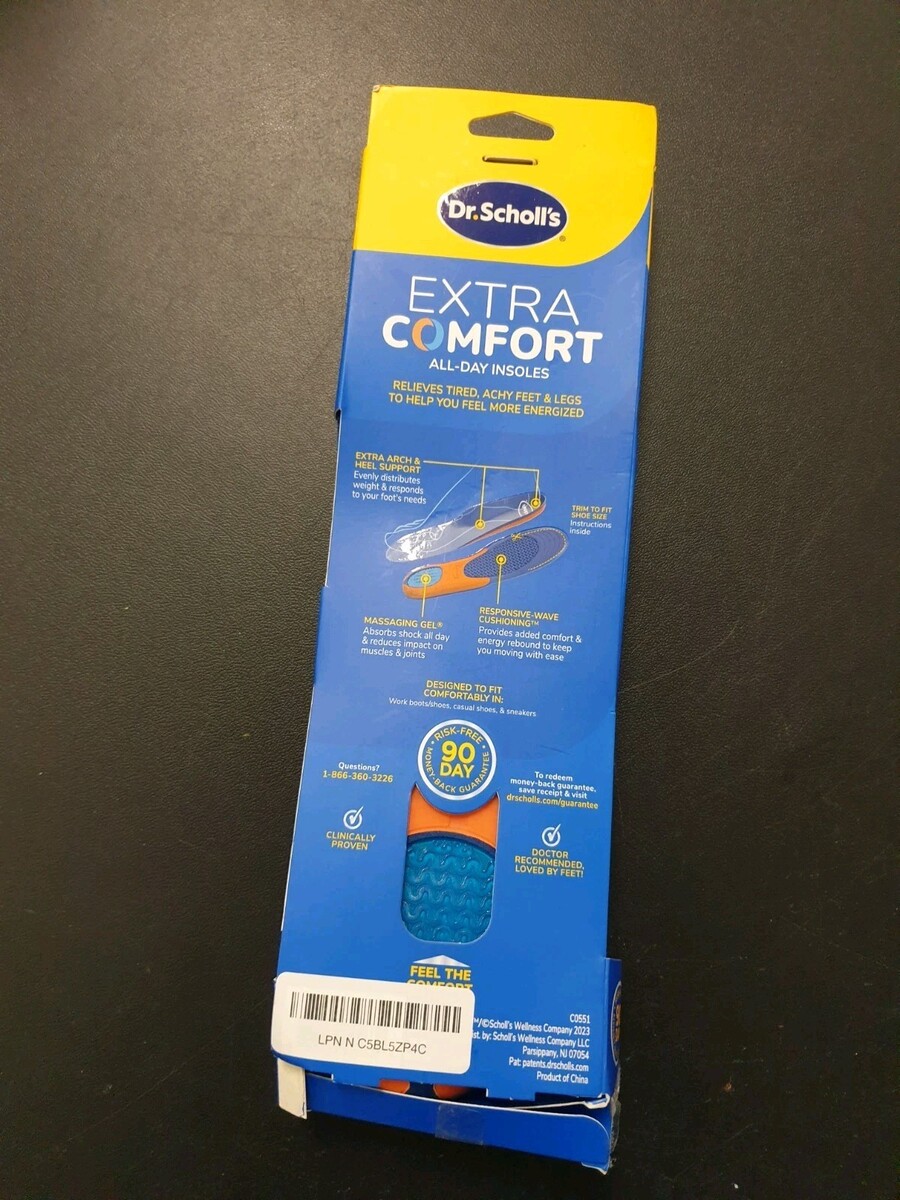 Dr.Scholl's
EXTRA
COMFORT
ALL-DAY INSOLES
RELIEVES TIRED, ACHY FEET & LEGS
TO HELP YOU FEEL MORE ENERGIZED
EXTRA ARCH &
HEEL SUPPORT
Evenly distributes
weight & responds
to your foot's needs
TRIM TO FIT
SHOE SIZE
Instructions
inside
MASSAGING GEL®
Absorbs shock all day
& reduces impact on
muscles & joints
RESPONSIVE-WAVE
CUSHIONING™
Provides added comfort &
energy rebound to keep
you moving with ease
DESIGNED TO FIT
COMFORTABLY IN:
Work boots/shoes, casual shoes, & sneakers
RISK-FREE
90
DAY
MONEY-BACK GUARANTEE
Questions?
1-866-360-3226
To redeem
money-back guarantee,
save receipt & visit
drscholls.com/guarantee
CLINICALLY
PROVEN
DOCTOR
RECOMMENDED,
LOVED BY FEET!
FEEL THE
COMFORT
LPN N C5BL5ZP4C
C0551
™/©Scholl's Wellness Company 2023
by: Scholl's Wellness Company LLC
Parsippany, NJ 07054
Pat: patents.drscholls.com
Product of China